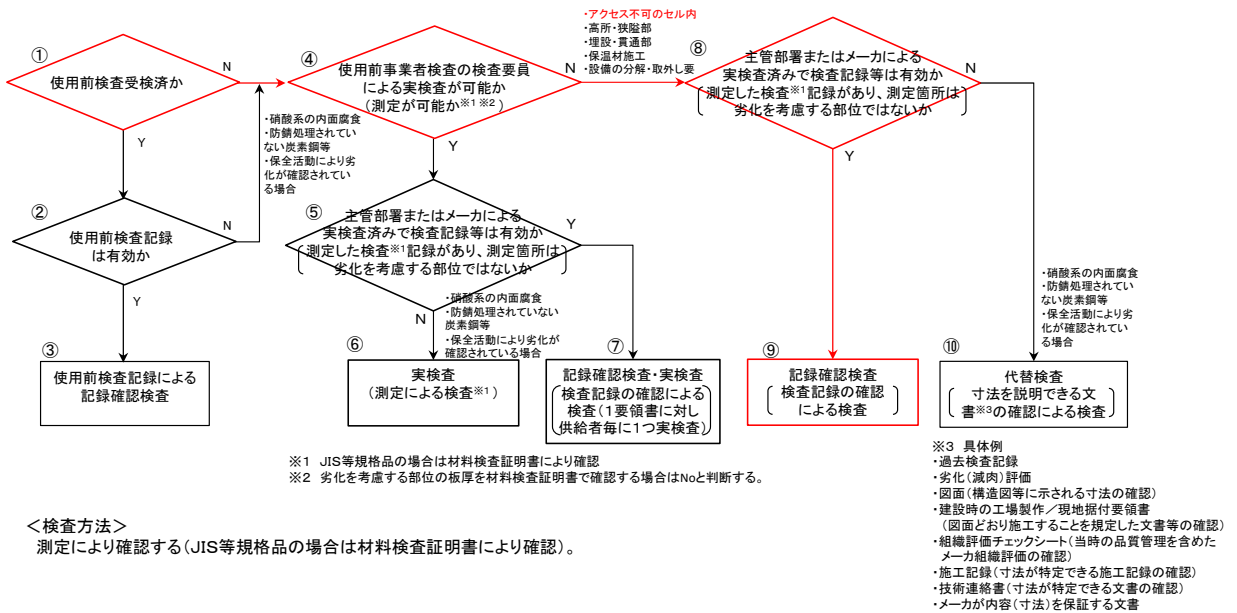 ①
使用前検査受検済か
N
Y
・硝酸系の内面腐食
・防錆処理されてい
ない炭素鋼等
・保全活動により劣
化が確認されてい
る場合
②
使用前検査記録
は有効か
N
Y
③
使用前検査記録による
記録確認検査
④
使用前事業者検査の検査要員
による実検査が可能か
(測定が可能か※1 ※2)
N
Y
・アクセス不可のセル内
・高所・狭隘部
・埋設・貫通部
・保温材施工
・設備の分解・取外し要
⑤
主管部署またはメーカによる
実検査済みで検査記録等は有効か
測定した検査※1記録があり、測定箇所は
劣化を考慮する部位ではないか
Y
N
・硝酸系の内面腐食
・防錆処理されていない
炭素鋼等
・保全活動により劣化が
確認されている場合
⑥
実検査
(測定による検査※1)
⑦
記録確認検査・実検査
検査記録の確認による
検査(1要領書に対し
供給者毎に1つ実検査)
⑧
主管部署またはメーカによる
実検査済みで検査記録等は有効か
測定した検査※1記録があり、測定箇所は
劣化を考慮する部位ではないか
N
Y
⑨
記録確認検査
検査記録の確認
による検査
・硝酸系の内面腐食
・防錆処理されてい
ない炭素鋼等
・保全活動により劣
化が確認されてい
る場合
⑩
代替検査
寸法を説明できる文
書※3の確認による検査
※1 JIS等規格品の場合は材料検査証明書により確認
※2 劣化を考慮する部位の板厚を材料検査証明書で確認する場合はNoと判断する。
※3 具体例
・過去検査記録
・劣化(減肉)評価
・図面(構造図等に示される寸法の確認)
・建設時の工場製作/現地据付要領書
(図面どおり施工することを規定した文書等の確認)
・組織評価チェックシート(当時の品質管理を含めた
メーカ組織評価の確認)
・施工記録(寸法が特定できる施工記録の確認)
・技術連絡書(寸法が特定できる文書の確認)
・メーカが内容(寸法)を保証する文書
<検査方法>
測定により確認する(JIS等規格品の場合は材料検査証明書により確認)。